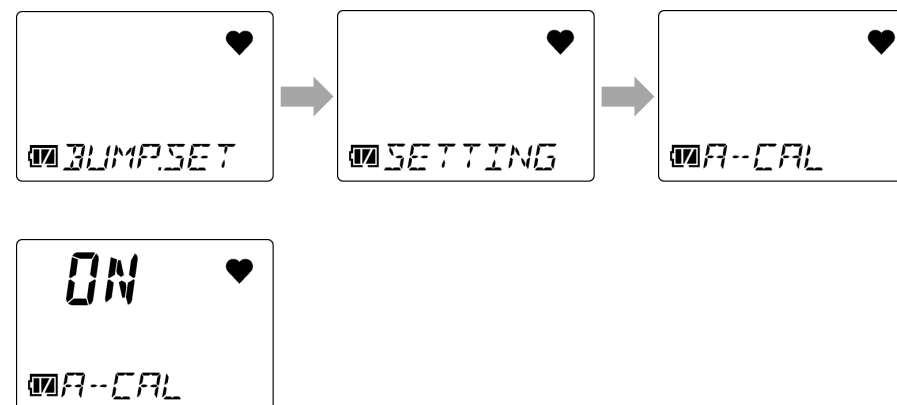 BUMP.SET
SETTING
A--CAL
ON
A--CAL